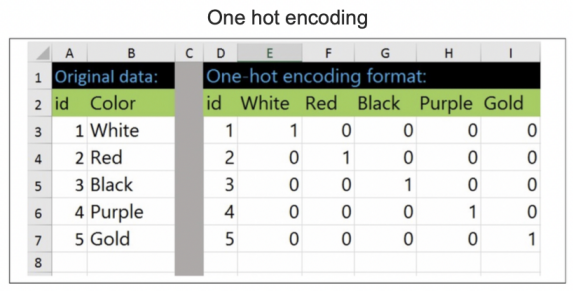 One hot encoding
A B C D E F G H I
1 Original data: One-hot encoding format:
2 id Color id White Red Black Purple Gold
3 1 White 1 1 0 0 0 0
4 2 Red 2 0 1 0 0 0
5 3 Black 3 0 0 1 0 0
6 4 Purple 4 0 0 0 1 0
7 5 Gold 5 0 0 0 0 1
8